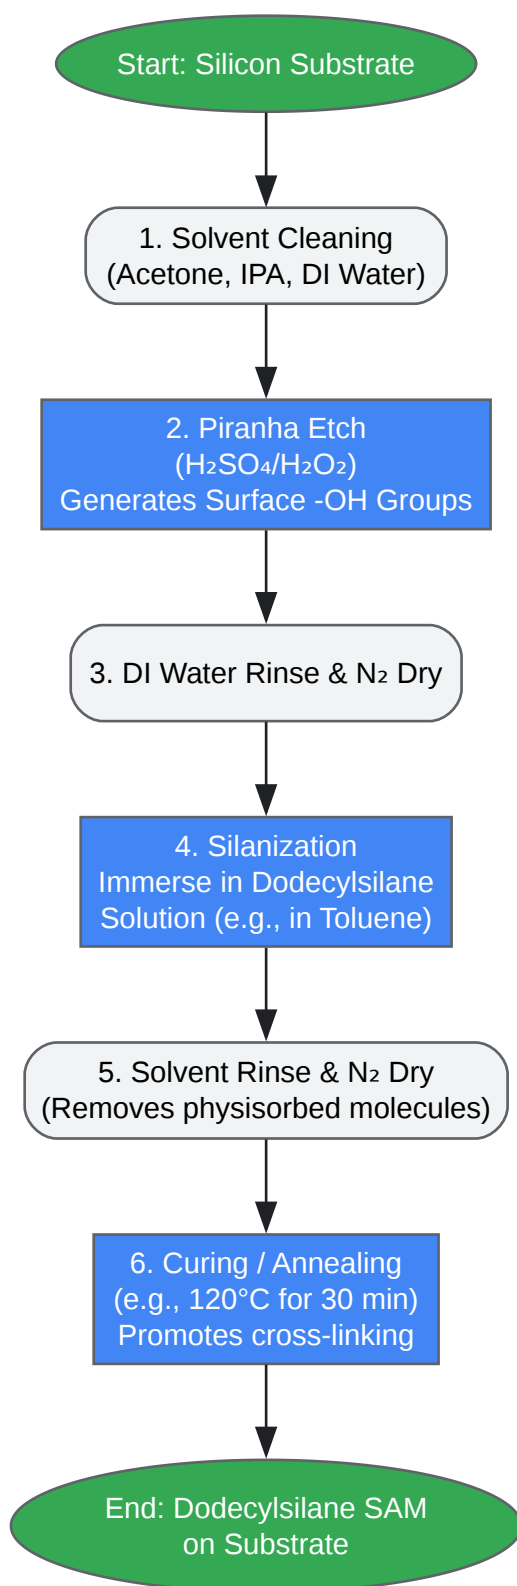 Start: Silicon Substrate
1. Solvent Cleaning
(Acetone, IPA, DI Water)
2. Piranha Etch
(H₂SO₄/H₂O₂)
Generates Surface -OH Groups
3. DI Water Rinse & N₂ Dry
4. Silanization
Immerse in Dodecylsilane
Solution (e.g., in Toluene)
5. Solvent Rinse & N₂ Dry
(Removes physisorbed molecules)
6. Curing / Annealing
(e.g., 120°C for 30 min)
Promotes cross-linking
End: Dodecylsilane SAM
on Substrate